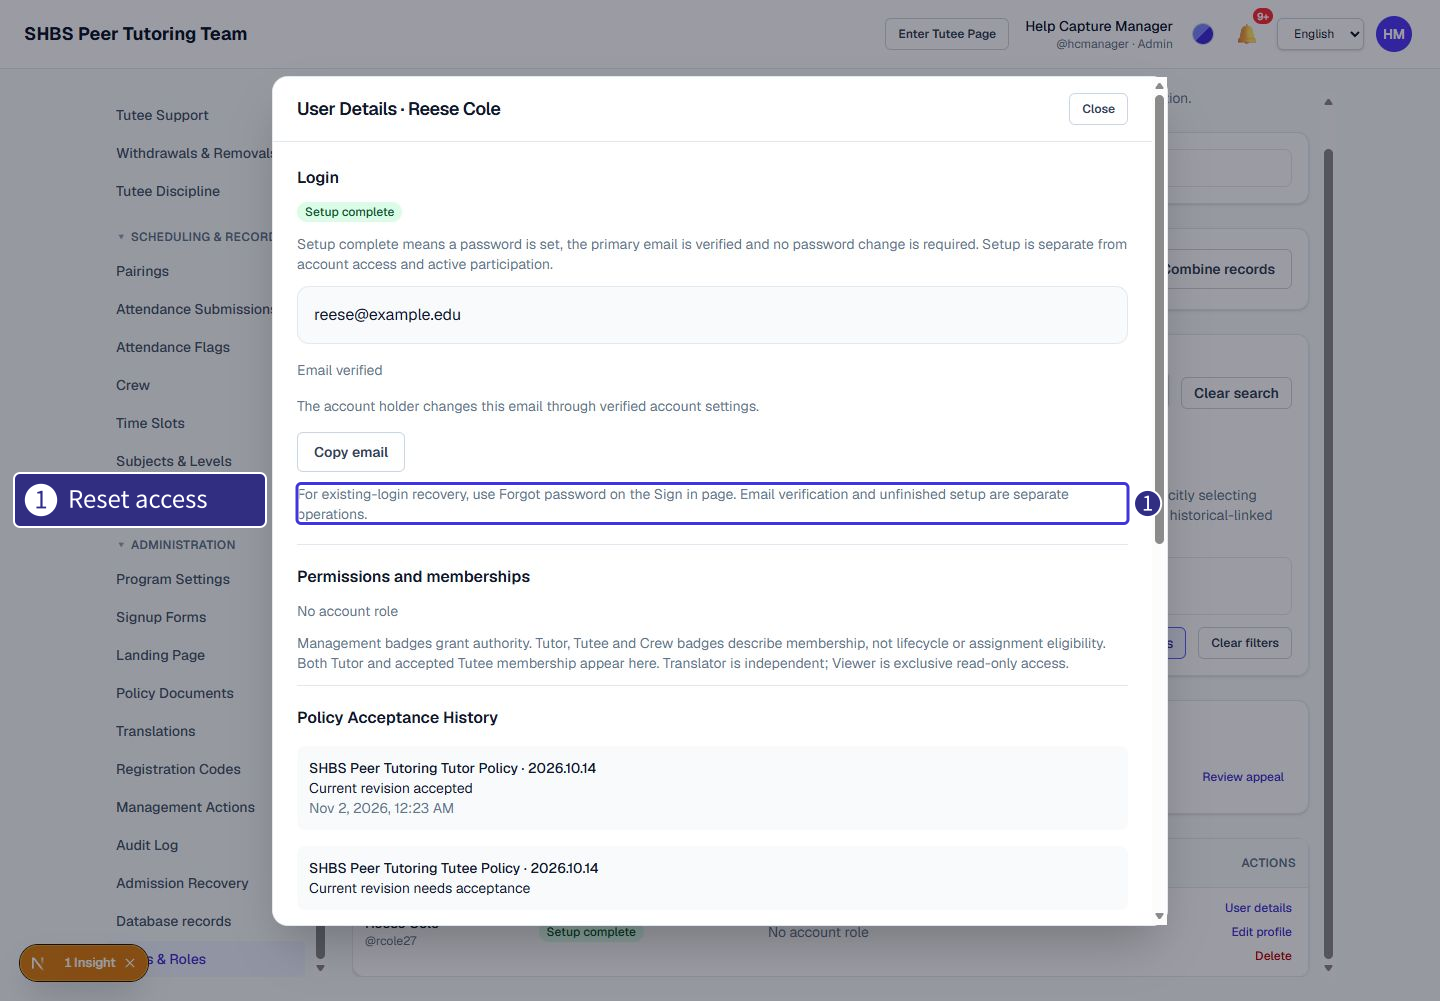 SHBS Peer Tutoring Team
Enter Tutee Page
Help Capture Manager
@hcmanager · Admin
9+
English
HM
Tutee Support
Withdrawals & Removals
Tutee Discipline
SCHEDULING & RECORD
Pairings
Attendance Submissions
Attendance Flags
Crew
Time Slots
Subjects & Levels
1 Reset access
ADMINISTRATION
Program Settings
Signup Forms
Landing Page
Policy Documents
Translations
Registration Codes
Management Actions
Audit Log
Admission Recovery
Database records
s & Roles
N 1 Insight ×
User Details · Reese Cole
Close
Login
Setup complete
Setup complete means a password is set, the primary email is verified and no password change is required. Setup is separate from
account access and active participation.
reese@example.edu
Email verified
The account holder changes this email through verified account settings.
Copy email
For existing-login recovery, use Forgot password on the Sign in page. Email verification and unfinished setup are separate
operations.
1
Permissions and memberships
No account role
Management badges grant authority. Tutor, Tutee and Crew badges describe membership, not lifecycle or assignment eligibility.
Both Tutor and accepted Tutee membership appear here. Translator is independent; Viewer is exclusive read-only access.
Policy Acceptance History
SHBS Peer Tutoring Tutor Policy · 2026.10.14
Current revision accepted
Nov 2, 2026, 12:23 AM
SHBS Peer Tutoring Tutee Policy · 2026.10.14
Current revision needs acceptance
tion.
Combine records
Clear search
citly selecting
historical-linked
s
Clear filters
Review appeal
ACTIONS
@rcole27
Setup complete
No account role
User details
Edit profile
Delete